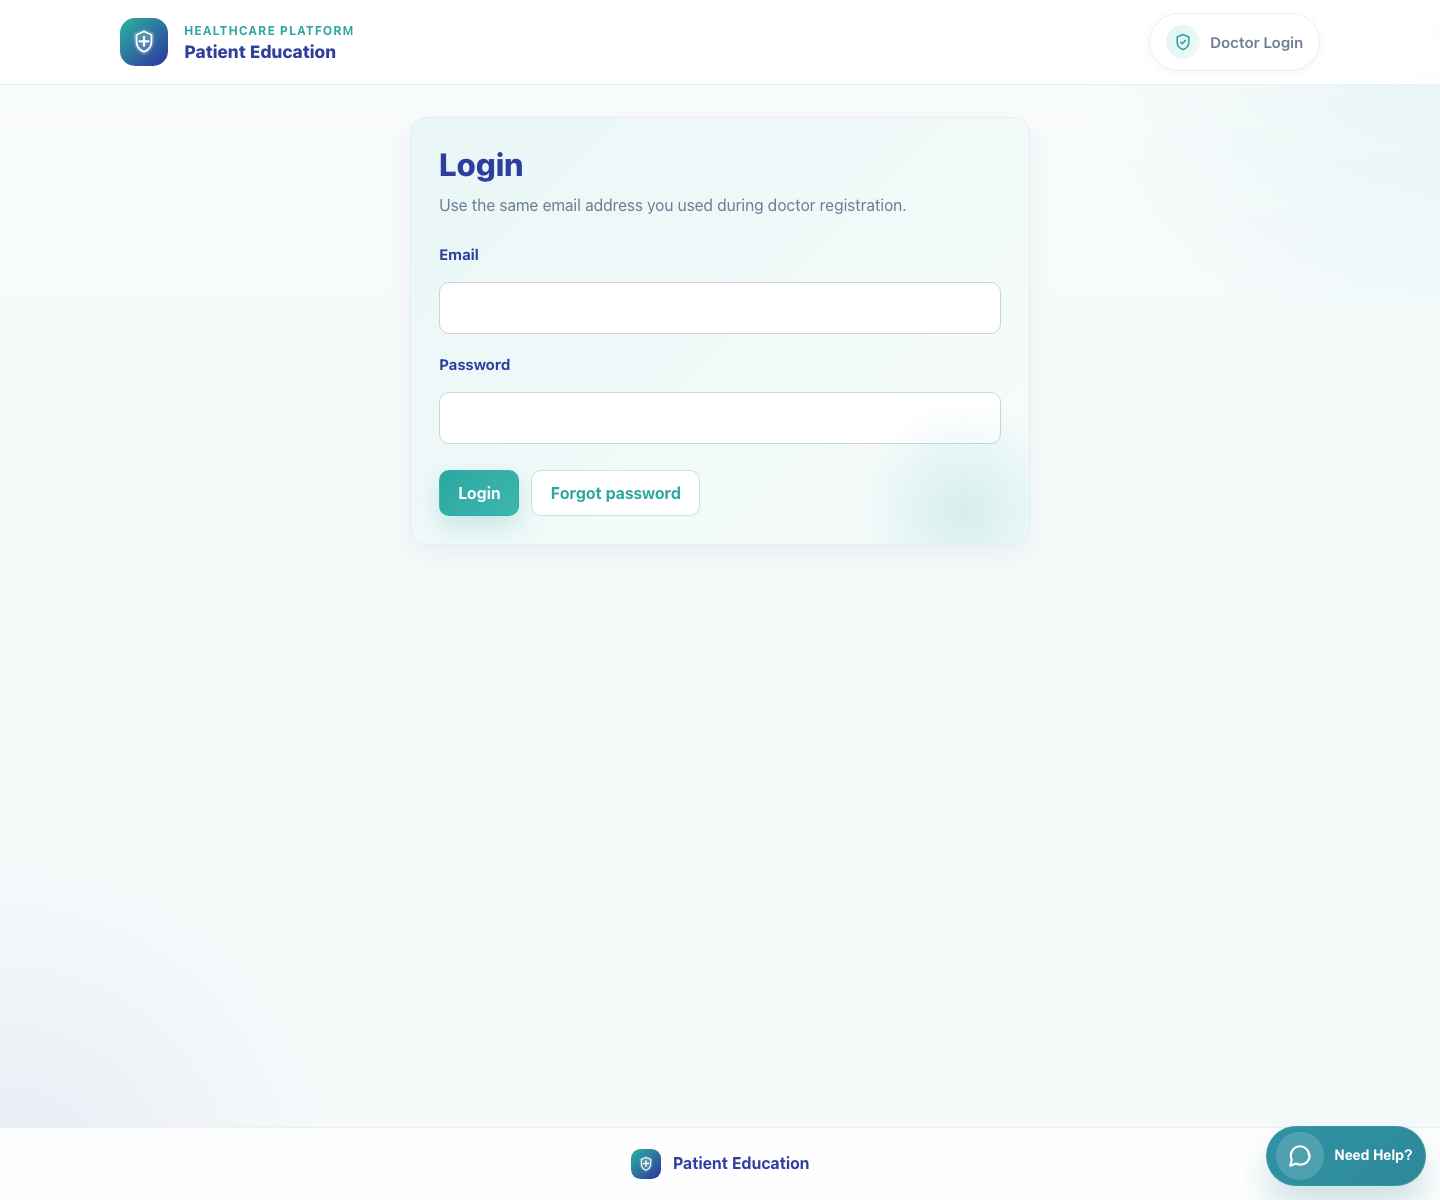 HEALTHCARE PLATFORM
Patient Education
Doctor Login
Login
Use the same email address you used during doctor registration.
Email
Password
Login
Forgot password
Patient Education
Need Help?